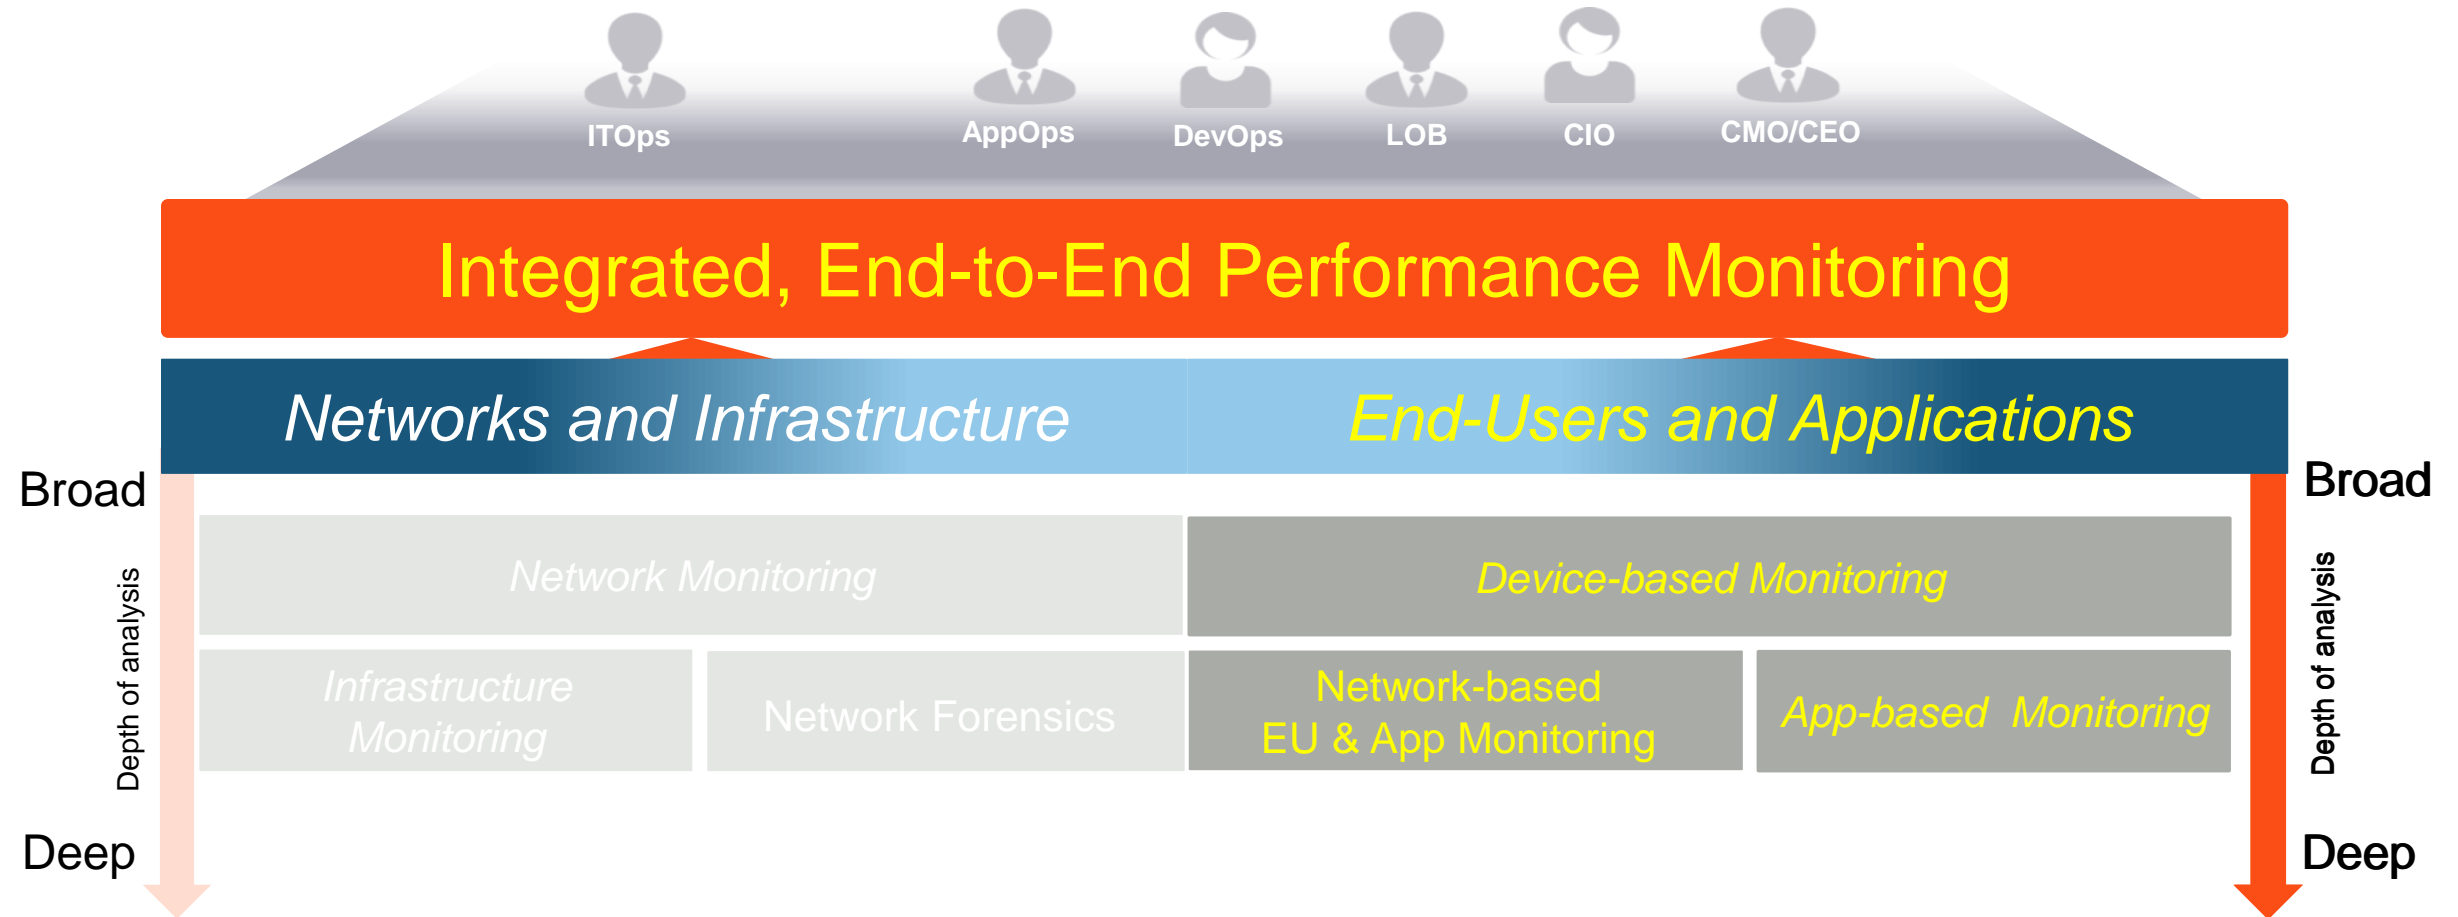 ITOps
AppOps
DevOps
LOB
CIO
CMO/CEO
Integrated, End-to-End Performance Monitoring
Networks and Infrastructure
End-Users and Applications
Broad
Broad
Depth of analysis
Network Monitoring
Device-based Monitoring
Depth of analysis
Infrastructure
Monitoring
Network Forensics
Network-based
EU & App Monitoring
App-based  Monitoring
Deep
Deep